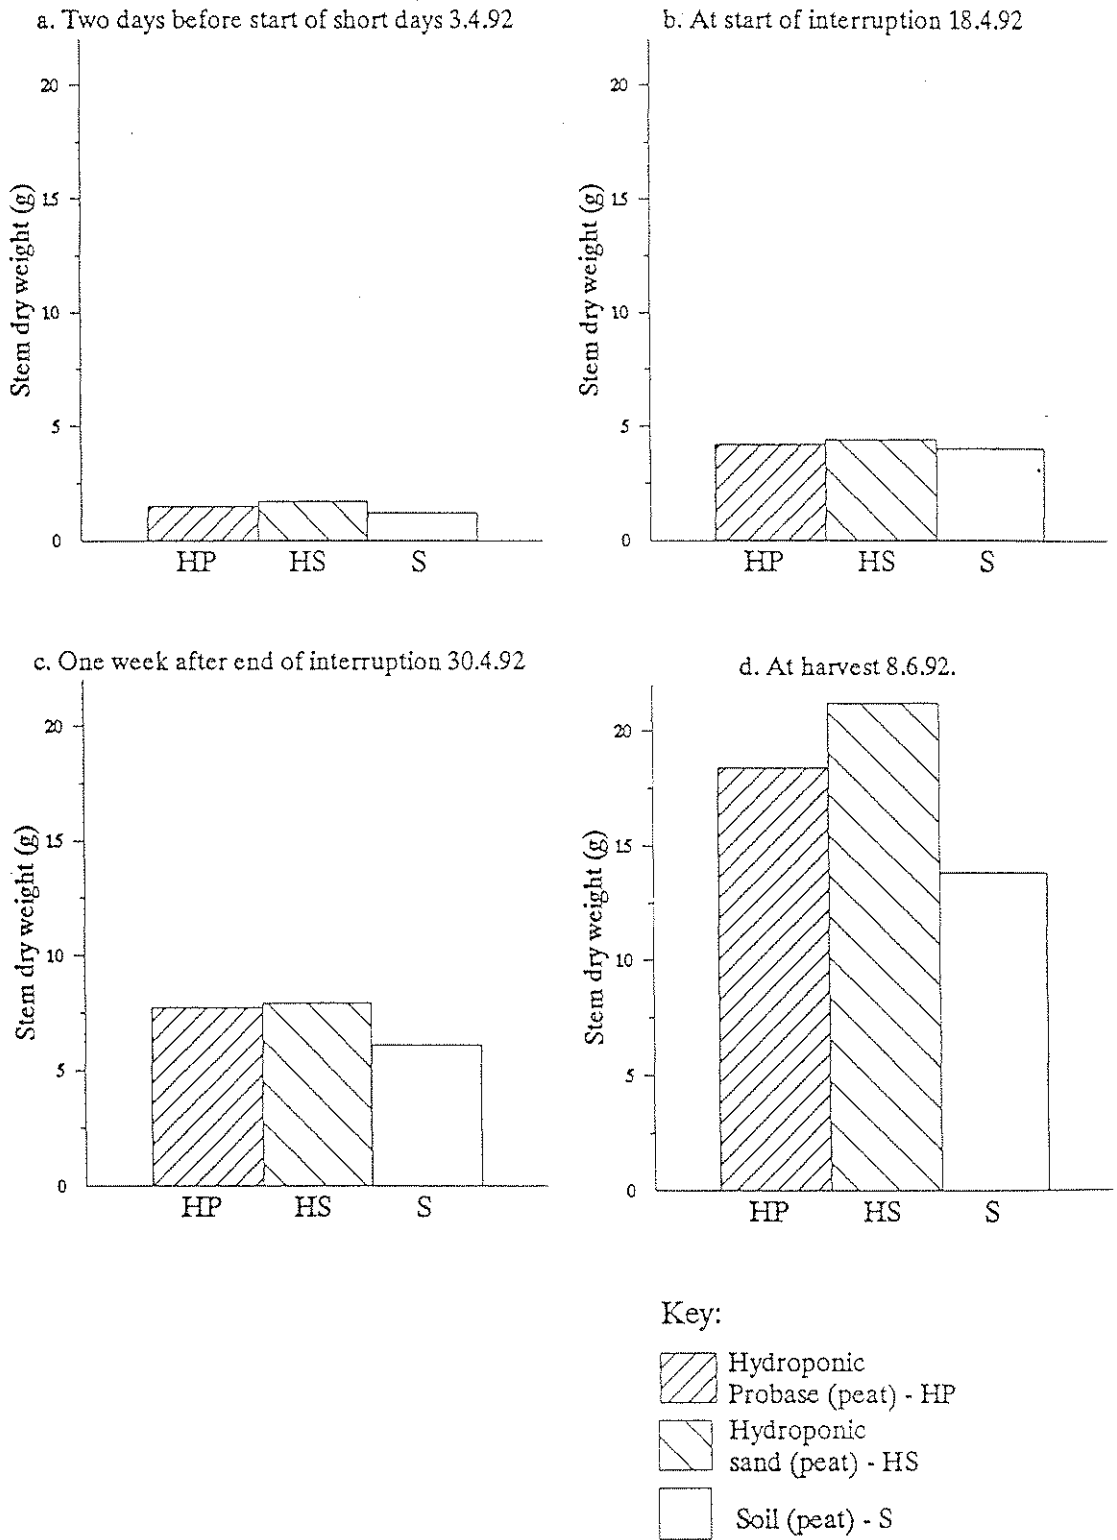 a. Two days before start of short days 3.4.92
20
15
10
5
0
Stem dry weight (g)
HP HS S
b. At start of interruption 18.4.92
20
15
10
5
0
Stem dry weight (g)
HP HS S
c. One week after end of interruption 30.4.92
20
15
10
5
0
Stem dry weight (g)
HP HS S
d. At harvest 8.6.92.
20
15
10
5
0
Stem dry weight (g)
HP HS S
Key:
Hydroponic
Probase (peat) - HP
Hydroponic
sand (peat) - HS
Soil (peat) - S